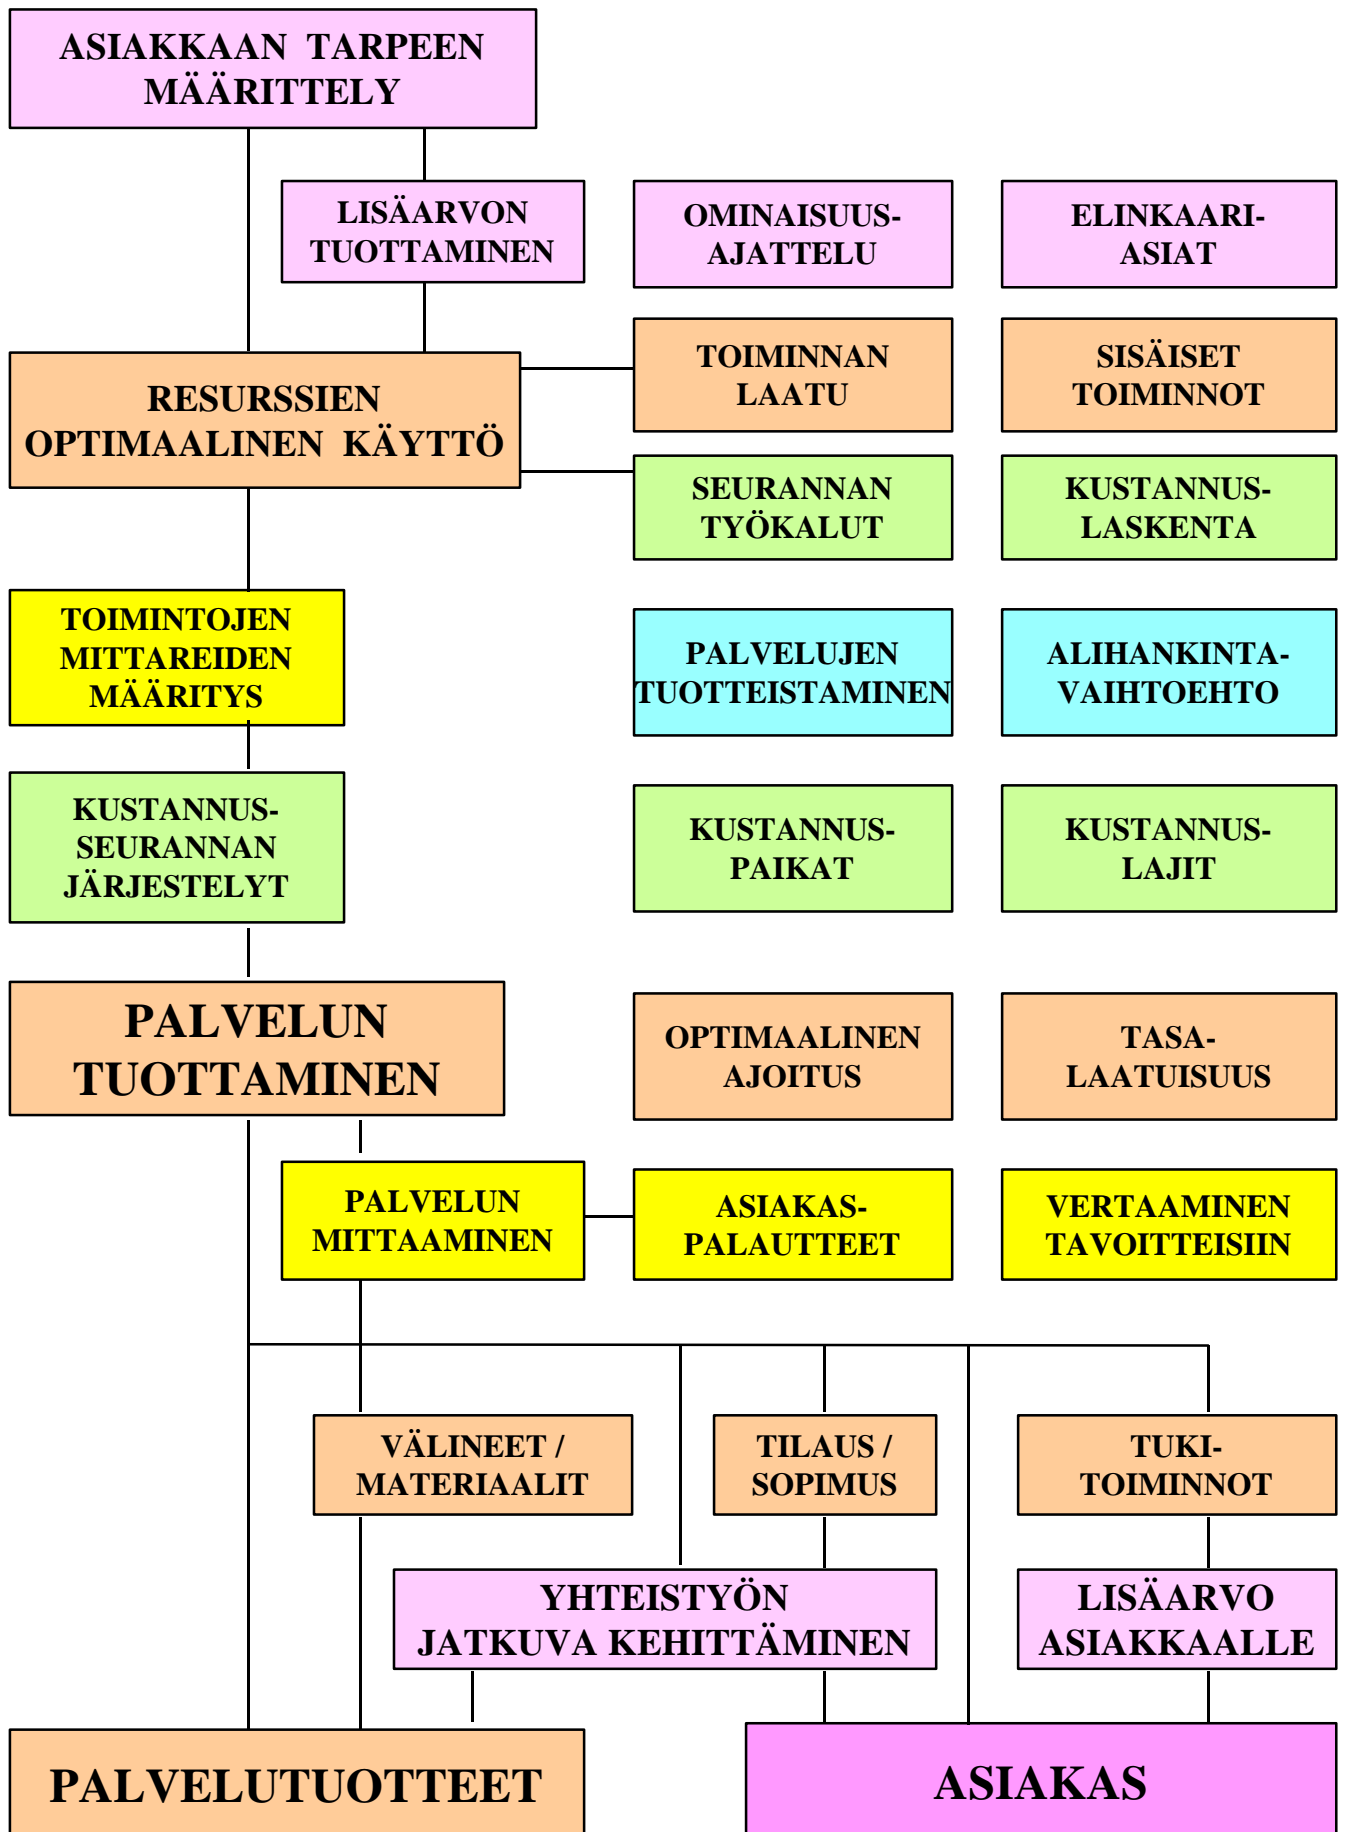 ASIAKKAAN TARPEEN
MÄÄRITTELY
LISÄARVON
TUOTTAMINEN
OMINAISUUS-
AJATTELU
ELINKAARI-
ASIAT
RESURSSIEN
OPTIMAALINEN KÄYTTÖ
TOIMINNAN
LAATU
SISÄISET
TOIMINNOT
SEURANNAN
TYÖKALUT
KUSTANNUS-
LASKENTA
TOIMINTOJEN
MITTAREIDEN
MÄÄRITYS
PALVELUJEN
TUOTTEISTAMINEN
ALIHANKINTA-
VAIHTOEHTO
KUSTANNUS-
SEURANNAN
JÄRJESTELYT
KUSTANNUS-
PAIKAT
KUSTANNUS-
LAJIT
PALVELUN
TUOTTAMINEN
OPTIMAALINEN
AJOITUS
TASA-
LAATUISUUS
PALVELUN
MITTAAMINEN
ASIAKAS-
PALAUTTEET
VERTAAMINEN
TAVOITTEISIIN
VÄLINEET /
MATERIAALIT
TILAUS /
SOPIMUS
TUKI-
TOIMINNOT
YHTEISTYÖN
JATKUVA KEHITTÄMINEN
LISÄARVO
ASIAKKAALLE
PALVELUTUOTTEET
ASIAKAS